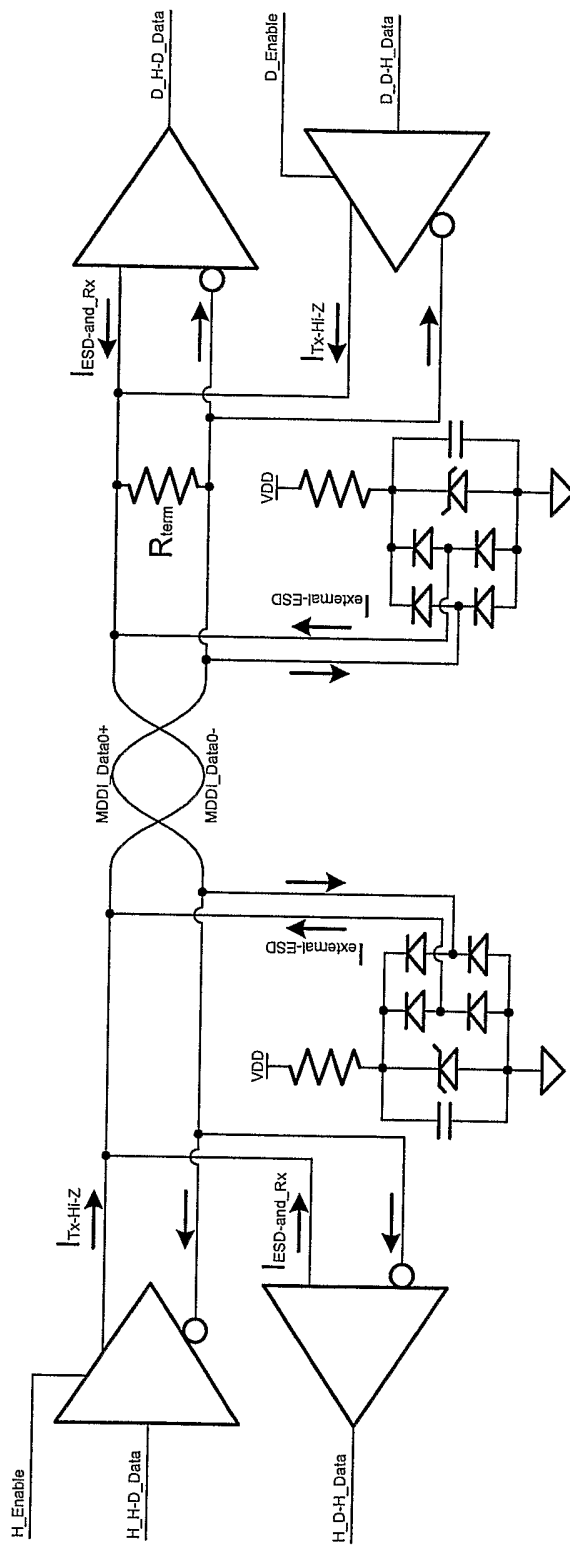 H_Enable
H_H-D_Data
H_D-H_Data
ITx-Hi-Z
IESD-and_Rx
VDD
Iexternal-ESD
MDDI_Data0+
MDDI_Data0-
Iexternal-ESD
VDD
Rterm
IESD-and_Rx
ITx-Hi-Z
D_H-D_Data
D_Enable
D_D-H_Data